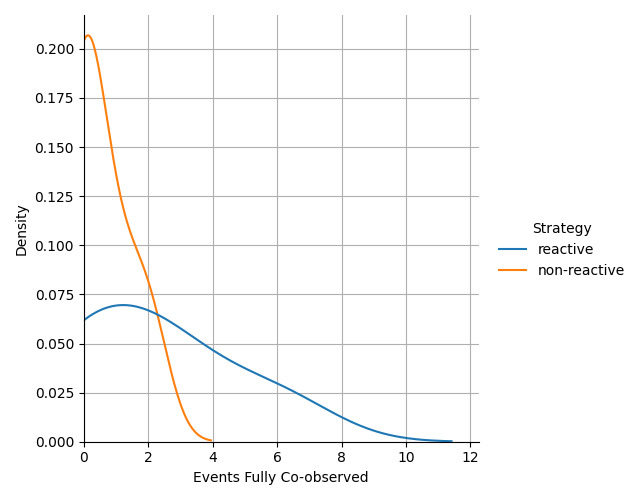 0.200
0.175
0.150
0.125
0.100
0.075
0.050
0.025
0.000
Density
0 2 4 6 8 10 12
Events Fully Co-observed
Strategy
reactive
non-reactive